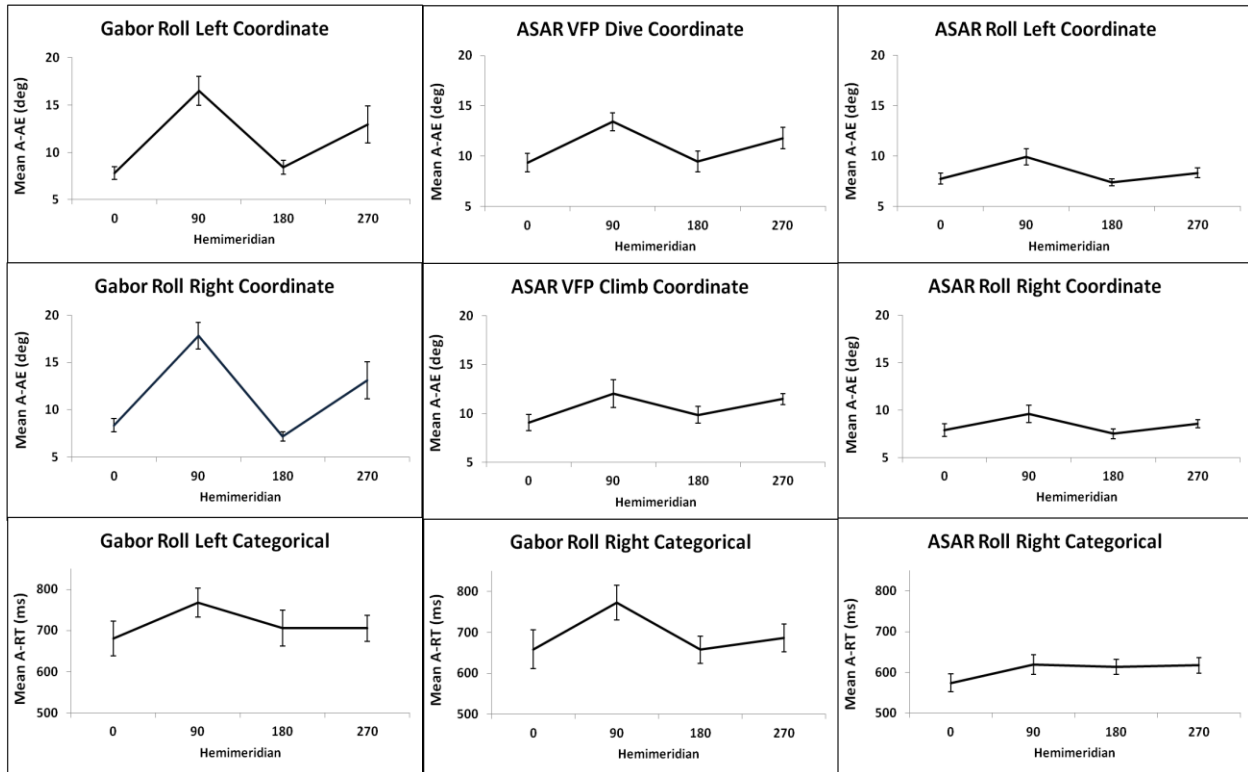 Gabor Roll Left Coordinate
Mean A-AE (deg)
20
15
10
5
0 90 180 270
Hemimeridian
ASAR VFP Dive Coordinate
Mean A-AE (deg)
20
15
10
5
0 90 180 270
Hemimeridian
ASAR Roll Left Coordinate
Mean A-AE (deg)
20
15
10
5
0 90 180 270
Hemimeridian
Gabor Roll Right Coordinate
Mean A-AE (deg)
20
15
10
5
0 90 180 270
Hemimeridian
ASAR VFP Climb Coordinate
Mean A-AE (deg)
20
15
10
5
0 90 180 270
Hemimeridian
ASAR Roll Right Coordinate
Mean A-AE (deg)
20
15
10
5
0 90 180 270
Hemimeridian
Gabor Roll Left Categorical
Mean A-RT (ms)
800
700
600
500
0 90 180 270
Hemimeridian
Gabor Roll Right Categorical
Mean A-RT (ms)
800
700
600
500
0 90 180 270
Hemimeridian
ASAR Roll Right Categorical
Mean A-RT (ms)
800
700
600
500
0 90 180 270
Hemimeridian